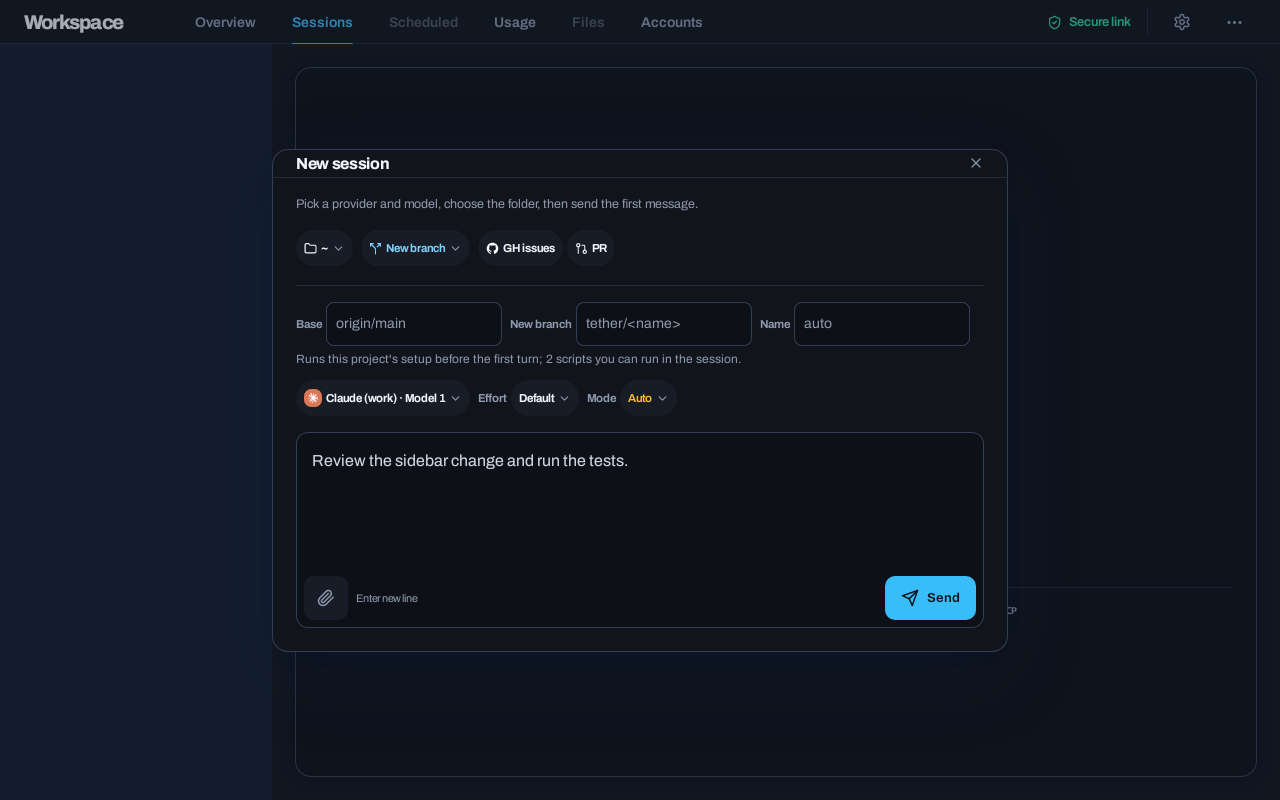 Workspace Overview Sessions Scheduled Usage Files Accounts Secure link
New session
Pick a provider and model, choose the folder, then send the first message.
~ New branch GH issues PR
Base origin/main New branch tether/<name> Name auto
Runs this project's setup before the first turn; 2 scripts you can run in the session.
Claude (work) · Model 1 Effort Default Mode Auto
Review the sidebar change and run the tests.
Enter new line Send